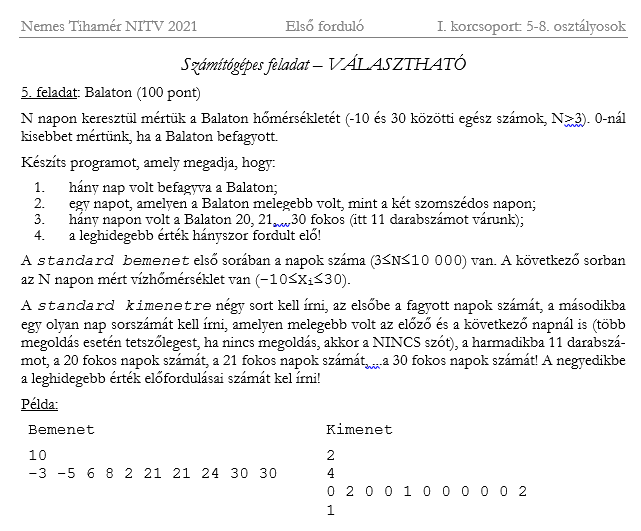 Nemes Tihamér NITV 2021 Első forduló I. korcsoport: 5-8. osztályosok
Számítógépes feladat – VÁLASZTHATÓ
5. feladat: Balaton (100 pont)
N napon keresztül mértük a Balaton hőmérsékletét (-10 és 30 közötti egész számok, N>3). 0-nál
kisebbet mértünk, ha a Balaton befagyott.
Készíts programot, amely megadja, hogy:
1. hány nap volt befagyva a Balaton;
2. egy napot, amelyen a Balaton melegebb volt, mint a két szomszédos napon;
3. hány napon volt a Balaton 20, 21, ... 30 fokos (itt 11 darabszámot várunk);
4. a leghidegebb érték hányszor fordult elő!
A standard bemenet első sorában a napok száma (3≤N≤10 000) van. A következő sorban
az N napon mért vízhőmérséklet van (−10≤Xi≤30).
A standard kimenetre négy sort kell írni, az elsőbe a fagyott napok számát, a másodikba
egy olyan nap sorszámát kell írni, amelyen melegebb volt az előző és a következő napnál is (több
megoldás esetén tetszőlegest, ha nincs megoldás, akkor a NINCS szót), a harmadikba 11 darabszá-
mot, a 20 fokos napok számát, a 21 fokos napok számát, ... a 30 fokos napok számát! A negyedikbe
a leghidegebb érték előfordulásai számát kel írni!
Példa:
Bemenet Kimenet
10 2
−3 −5 6 8 2 21 21 24 30 30 4
0 2 0 0 1 0 0 0 0 0 2
1